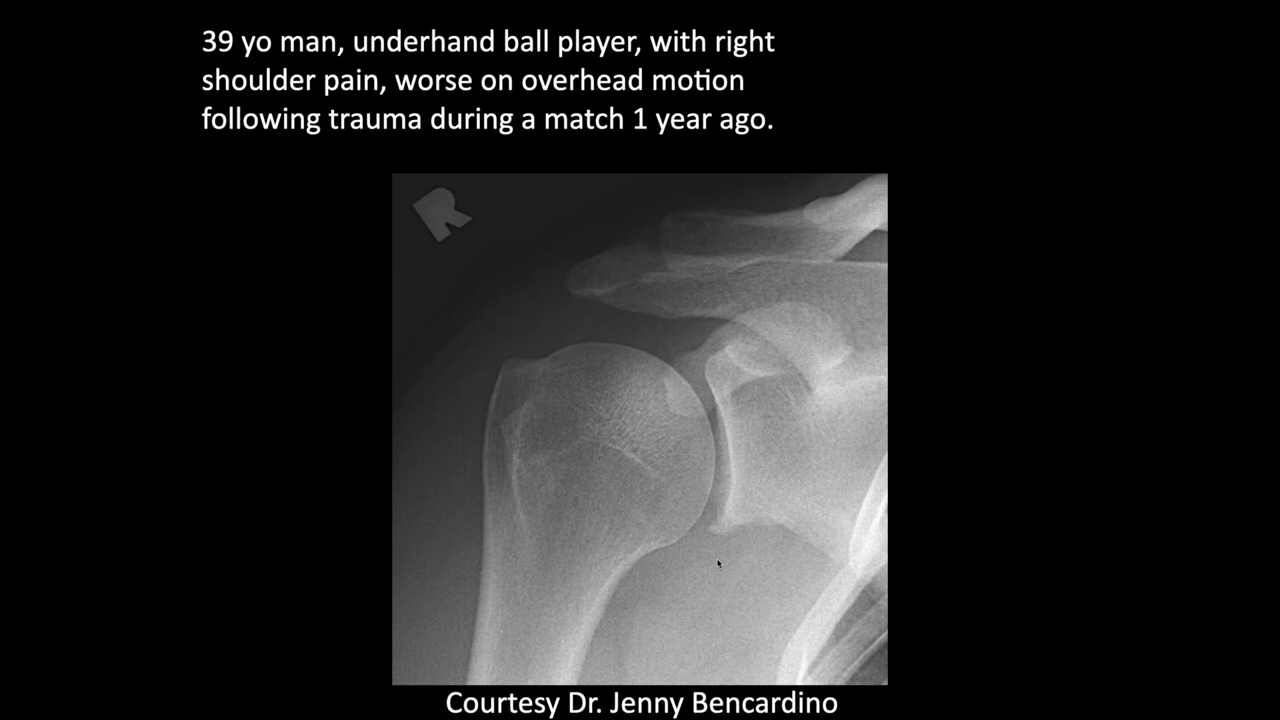 39 yo man, underhand ball player, with right
shoulder pain, worse on overhead motion
following trauma during a match 1 year ago.
R
Courtesy Dr. Jenny Bencardino